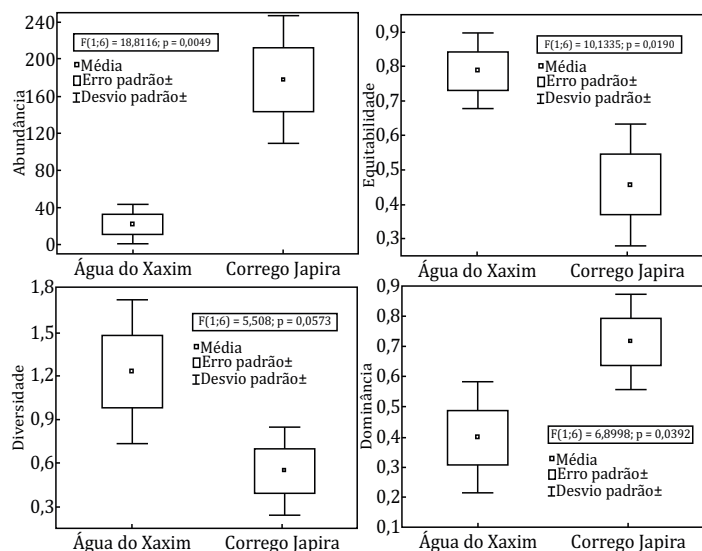 Abundância
240
200
160
120
80
40
0
F(1;6) = 18,8116; p = 0,0049
Média
Erro padrão±
Desvio padrão±
Água do Xaxim
Corrego Japira
Equitabilidade
0,9
0,8
0,7
0,6
0,5
0,4
0,3
F(1;6) = 10,1335; p = 0,0190
Média
Erro padrão±
Desvio padrão±
Água do Xaxim
Corrego Japira
Diversidade
1,8
1,5
1,2
0,9
0,6
0,3
F(1;6) = 5,508; p = 0,0573
Média
Erro padrão±
Desvio padrão±
Água do Xaxim
Corrego Japira
Dominância
0,9
0,8
0,7
0,6
0,5
0,4
0,3
0,2
0,1
F(1;6) = 6,8998; p = 0,0392
Média
Erro padrão±
Desvio padrão±
Água do Xaxim
Corrego Japira